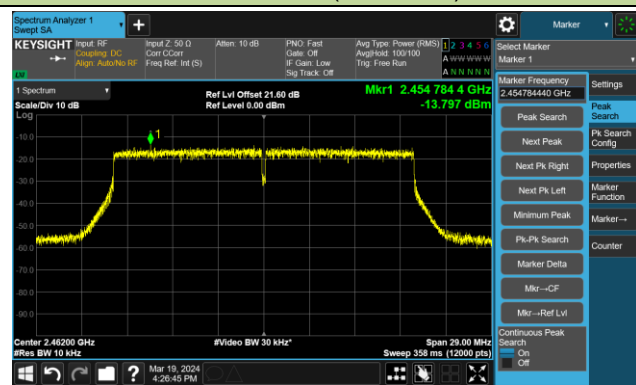 Spectrum Analyzer 1
Swept SA
Marker
KEYSIGHT
Input: RF
Coupling: DC
Align: Auto/No RF
Input Z: 50 Ω
Corr CCorr
Freq Ref: Int (S)
Atten: 10 dB
PNO: Fast
Gate: Off
IF Gain: Low
Sig Track: Off
Avg Type: Power (RMS)
Avg|Hold: 100/100
Trig: Free Run
1 2 3 4 5 6
A W W W W W
A N N N N N
LW
Select Marker
Marker 1
1 Spectrum
Scale/Div 10 dB
Log
Ref Lvl Offset 21.60 dB
Ref Level 0.00 dBm
Mkr1 2.454 784 4 GHz
-13.797 dBm
1
-10.0
-20.0
-30.0
-40.0
-50.0
-60.0
-70.0
-80.0
-90.0
Center 2.46200 GHz
#Res BW 10 kHz
#Video BW 30 kHz*
Span 29.00 MHz
Sweep 358 ms (12000 pts)
Marker Frequency
2.454784440 GHz
Peak Search
Next Peak
Next Pk Right
Next Pk Left
Minimum Peak
Pk-Pk Search
Marker Delta
Mkr→CF
Mkr→Ref Lvl
Continuous Peak
Search
On
Off
Settings
Peak
Search
Pk Search
Config
Properties
Marker
Function
Marker→
Counter
?
Mar 19, 2024
4:26:45 PM